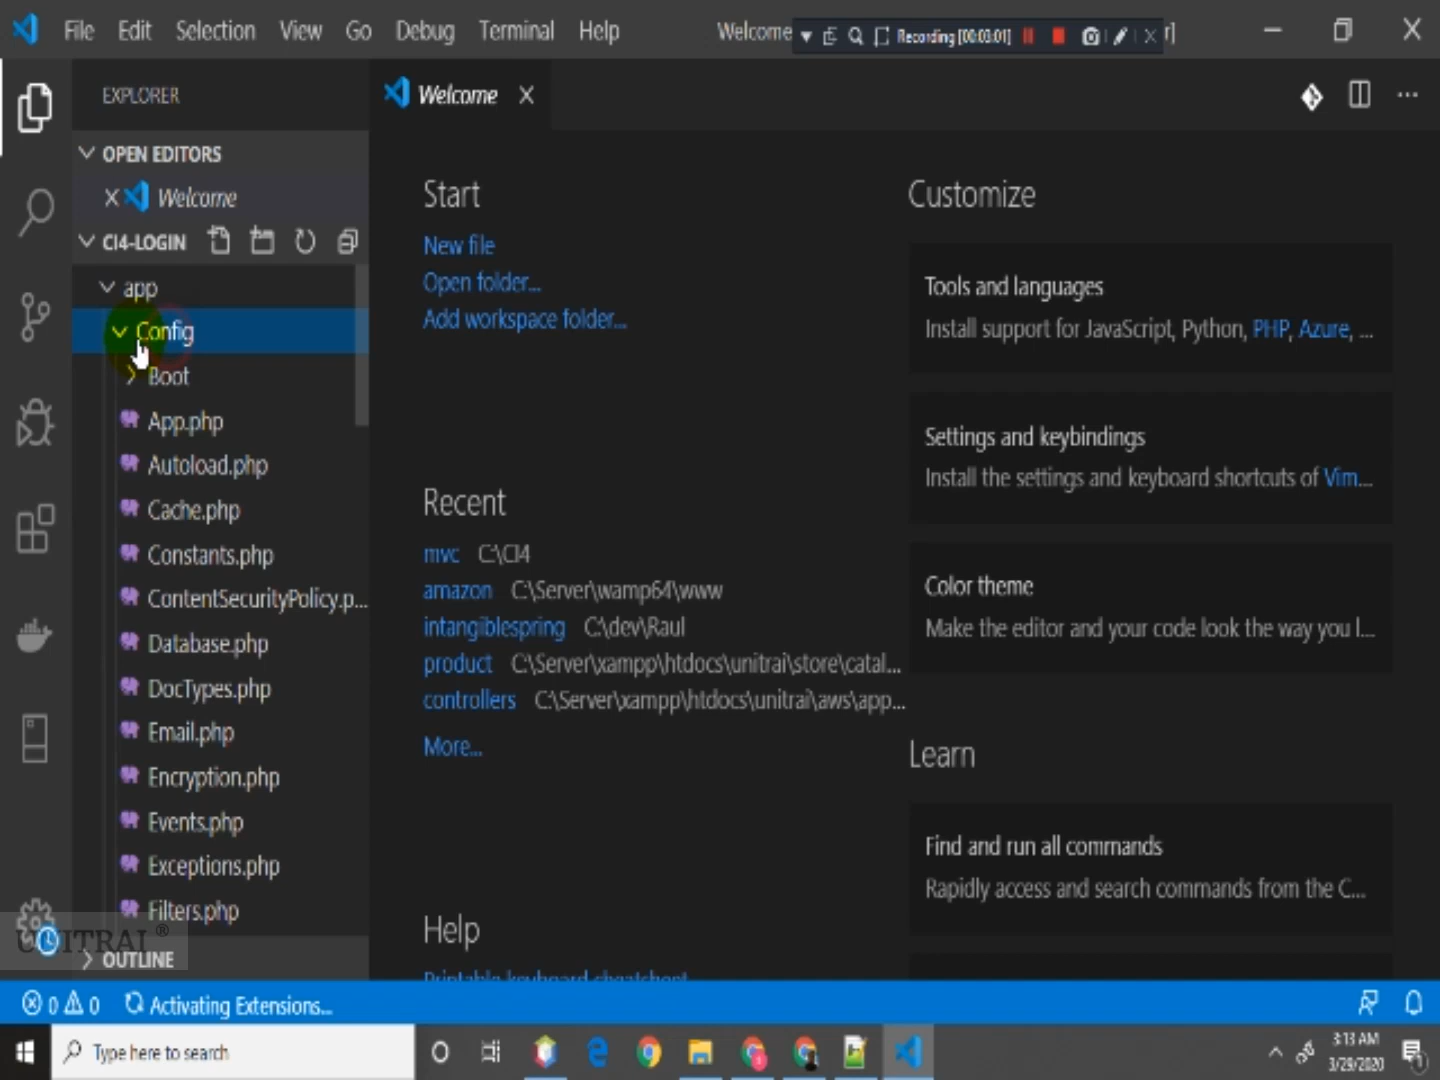 File Edit Selection View Go Debug Terminal Help
Welcome
Recording [00:03:01]
EXPLORER
Welcome
OPEN EDITORS
Welcome
CI4-LOGIN
app
Config
Boot
App.php
Autoload.php
Cache.php
Constants.php
ContentSecurityPolicy.p...
Database.php
DocTypes.php
Email.php
Encryption.php
Events.php
Exceptions.php
Filters.php
OUTLINE
UNITRAI ®
Start
New file
Open folder...
Add workspace folder...
Recent
mvc C:\CI4
amazon C:\Server\wamp64\www
intangiblespring C:\dev\Raul
product C:\Server\xampp\htdocs\unitrai\store\catal...
controllers C:\Server\xampp\htdocs\unitrai\aws\app...
More...
Help
Printable keyboard cheatsheet
Customize
Tools and languages
Install support for JavaScript, Python, PHP, Azure, ...
Settings and keybindings
Install the settings and keyboard shortcuts of Vim...
Color theme
Make the editor and your code look the way you l...
Learn
Find and run all commands
Rapidly access and search commands from the C...
0 0 Activating Extensions...
Type here to search
3:13 AM
3/29/2020
1